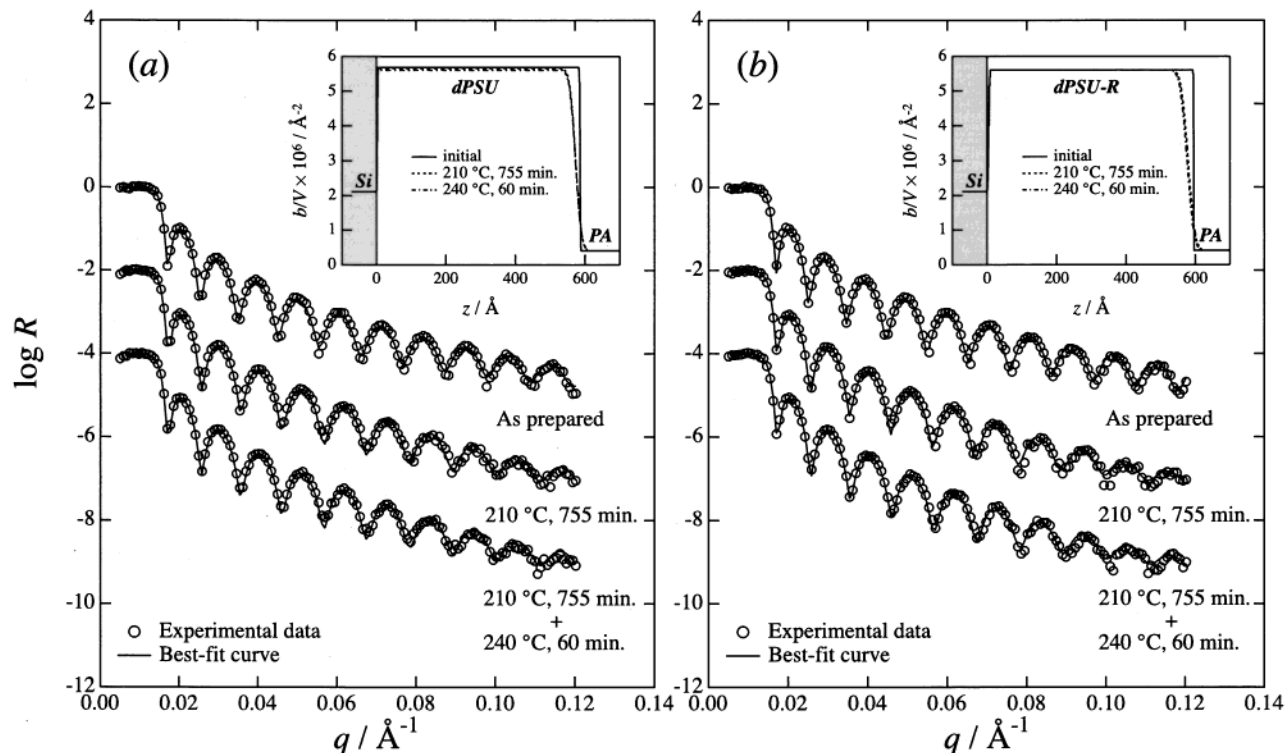 (a)
4
2
0
-2
-4
-6
-8
-10
-12
log R
0.00 0.02 0.04 0.06 0.08 0.10 0.12 0.14
q / Å⁻¹
6
5
4
3
2
1
0
b/V × 10⁶ / Å⁻²
dPSU
initial
210 °C, 755 min.
240 °C, 60 min.
Si
PA
0 200 400 600
z / Å
As prepared
210 °C, 755 min.
210 °C, 755 min.
+
240 °C, 60 min.
Experimental data
Best-fit curve
(b)
4
2
0
-2
-4
-6
-8
-10
-12
6
5
4
3
2
1
0
b/V × 10⁶ / Å⁻²
dPSU-R
initial
210 °C, 755 min.
240 °C, 60 min.
Si
PA
0 200 400 600
z / Å
As prepared
210 °C, 755 min.
210 °C, 755 min.
+
240 °C, 60 min.
Experimental data
Best-fit curve
0.00 0.02 0.04 0.06 0.08 0.10 0.12 0.14
q / Å⁻¹